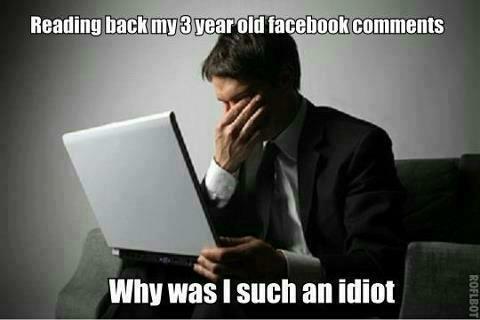 Reading back my 3 year old facebook comments
Why was I such an idiot
ROFLBOT